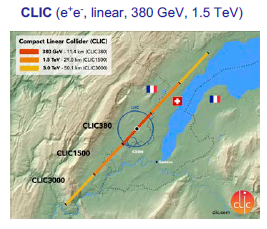 CLIC (e⁺e⁻, linear, 380 GeV, 1.5 TeV)
Compact Linear Collider (CLIC)
380 GeV - 11.4 km (CLIC380)
1.5 TeV - 29.0 km (CLIC1500)
3.0 TeV - 50.1 km (CLIC3000)
LHC
CLIC380
CLIC1500
CLIC3000
clic